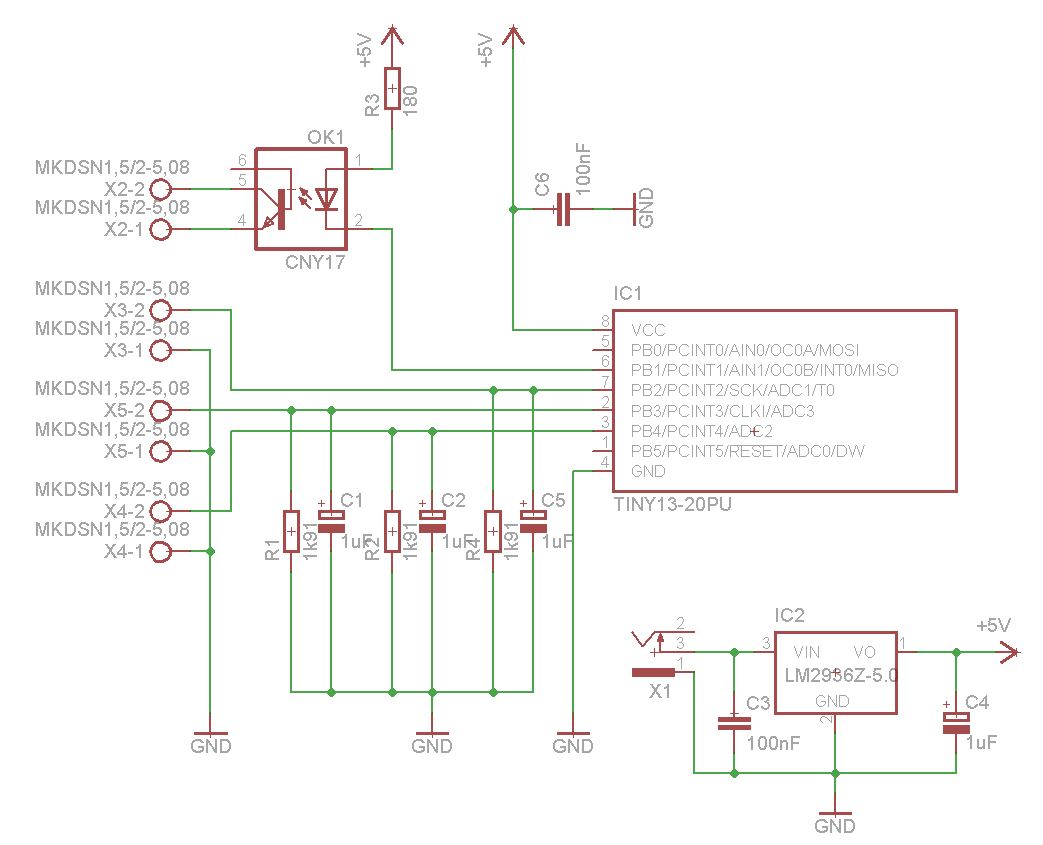 +5V
+5V
R3
180
OK1
MKDSN1,5/2-5,08
X2-2
MKDSN1,5/2-5,08
X2-1
6
5
4
1
2
CNY17
C6
100nF
GND
MKDSN1,5/2-5,08
X3-2
MKDSN1,5/2-5,08
X3-1
MKDSN1,5/2-5,08
X5-2
MKDSN1,5/2-5,08
X5-1
MKDSN1,5/2-5,08
X4-2
MKDSN1,5/2-5,08
X4-1
IC1
8 VCC
5 PB0/PCINT0/AIN0/OC0A/MOSI
6 PB1/PCINT1/AIN1/OC0B/INT0/MISO
7 PB2/PCINT2/SCK/ADC1/T0
2 PB3/PCINT3/CLKI/ADC3
3 PB4/PCINT4/ADC2
1 PB5/PCINT5/RESET/ADC0/DW
4 GND
TINY13-20PU
R1
1k91
C1
1uF
R2
1k91
C2
1uF
R4
1k91
C5
1uF
GND
GND
GND
2
3
1
X1
IC2
3
VIN
VO
1
LM2936Z-5.0
GND
2
+5V
C3
100nF
C4
1uF
GND